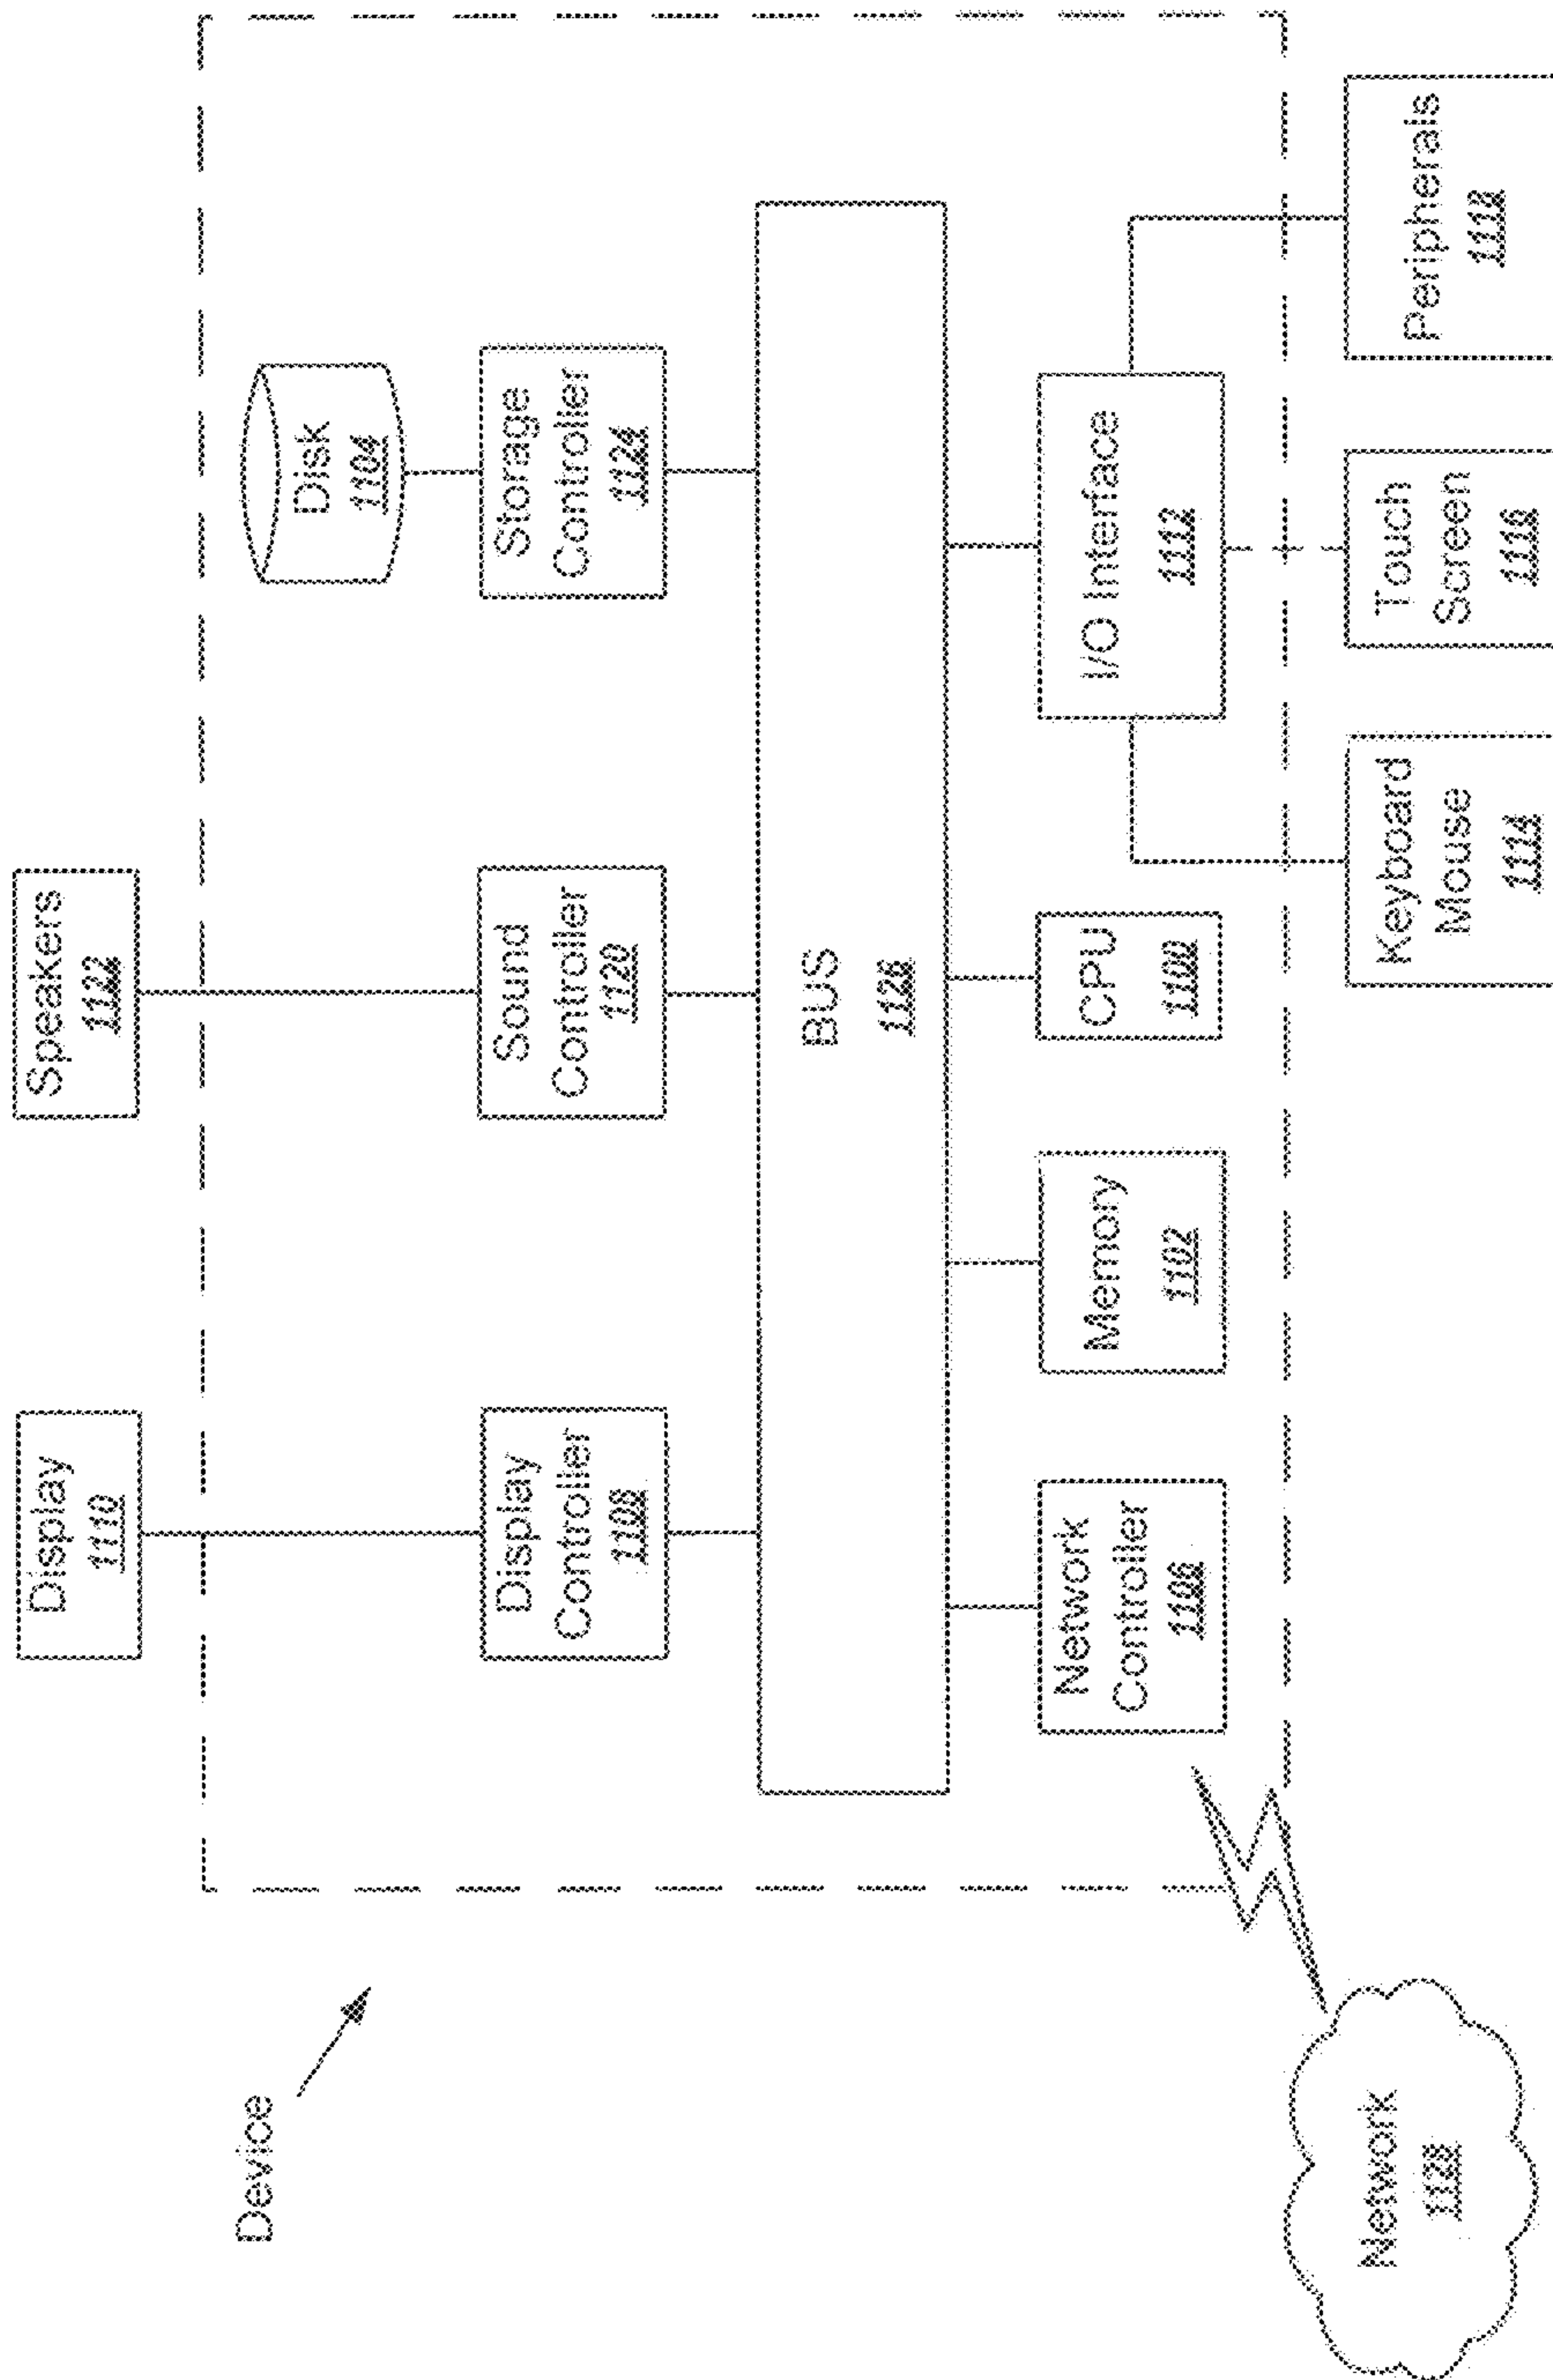 Device
Display
1110
Speakers
1122
Disk
1104
Display
Controller
1108
Sound
Controller
1120
Storage
Controller
1124
BUS
1126
Network
Controller
1106
Memory
1102
CPU
1100
I/O Interface
1112
Network
1128
Keyboard
Mouse
1114
Touch
Screen
1116
Peripherals
1118